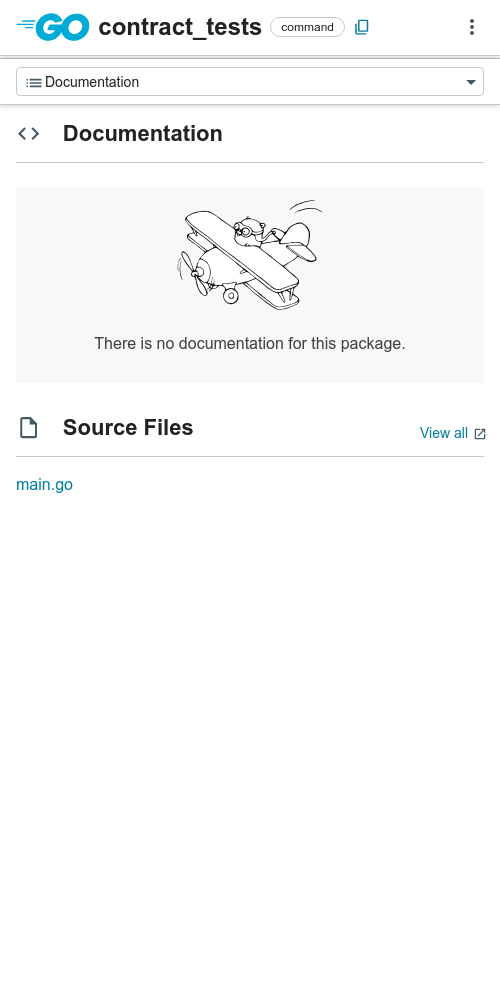 GO contract_tests command
Documentation
Documentation
There is no documentation for this package.
Source Files
View all
main.go